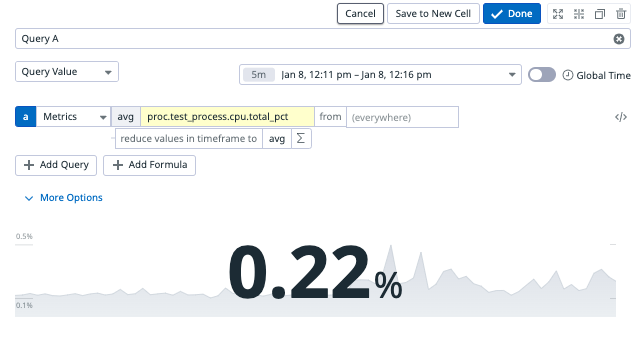 Cancel Save to New Cell Done
Query A
Query Value 5m Jan 8, 12:11 pm – Jan 8, 12:16 pm Global Time
a Metrics avg proc.test_process.cpu.total_pct from (everywhere) </>
reduce values in timeframe to avg Σ
+ Add Query + Add Formula
More Options
0.5%
0.22%
0.1%